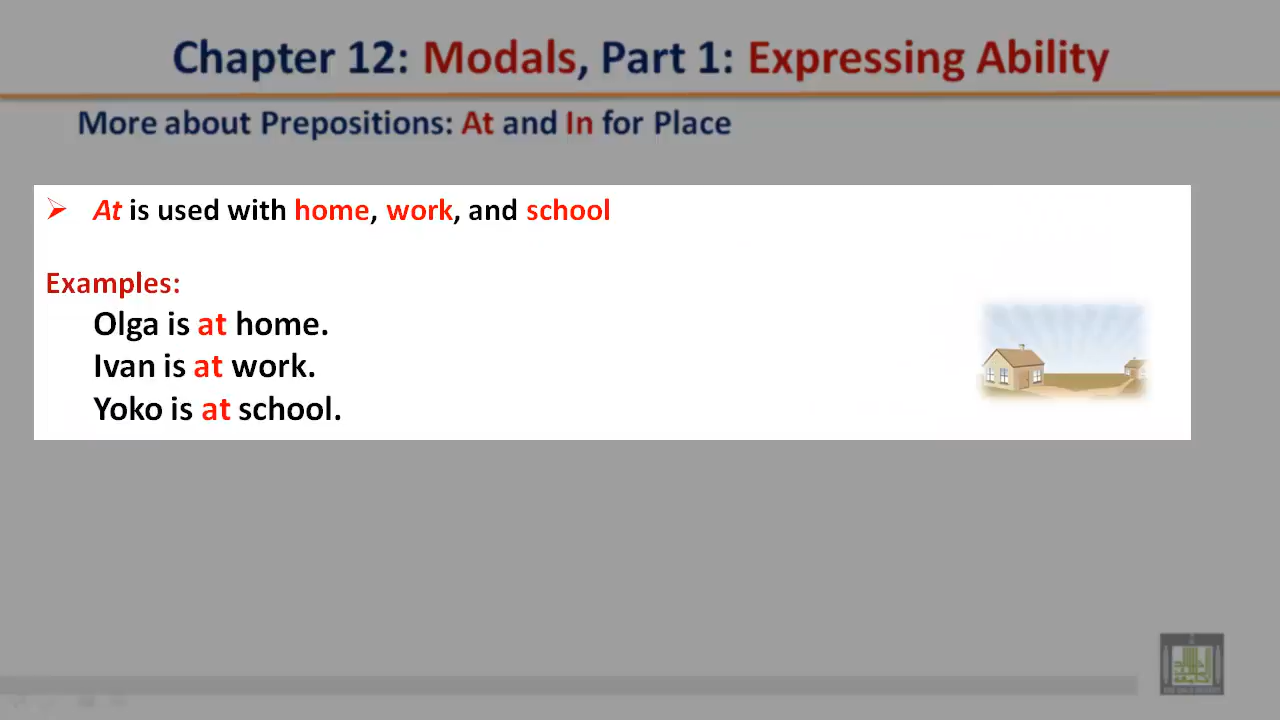 Chapter 12: Modals, Part 1: Expressing Ability
More about Prepositions: At and In for Place
➢ At is used with home, work, and school
Examples:
Olga is at home.
Ivan is at work.
Yoko is at school.